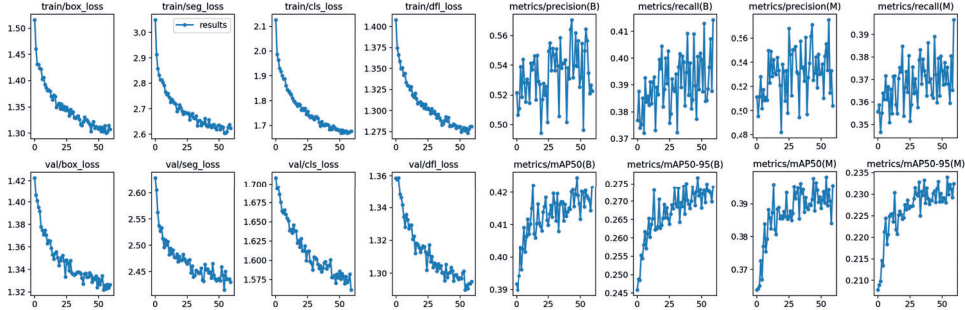 train/box_loss
train/seg_loss
train/cls_loss
train/dfl_loss
metrics/precision(B)
metrics/recall(B)
metrics/precision(M)
metrics/recall(M)
results
1.50
1.45
1.40
1.35
1.30
3.0
2.9
2.8
2.7
2.6
2.1
2.0
1.9
1.8
1.7
1.400
1.375
1.350
1.325
1.300
1.275
0.56
0.54
0.52
0.50
0.41
0.40
0.39
0.38
0.37
0.56
0.54
0.52
0.50
0.48
0.39
0.38
0.37
0.36
0.35
0 25 50
0 25 50
0 25 50
0 25 50
0 25 50
0 25 50
0 25 50
0 25 50
val/box_loss
val/seg_loss
val/cls_loss
val/dfl_loss
metrics/mAP50(B)
metrics/mAP50-95(B)
metrics/mAP50(M)
metrics/mAP50-95(M)
1.42
1.40
1.38
1.36
1.34
1.32
2.60
2.55
2.50
2.45
1.700
1.675
1.650
1.625
1.600
1.575
1.36
1.34
1.32
1.30
0.42
0.41
0.40
0.39
0.275
0.270
0.265
0.260
0.255
0.250
0.245
0.39
0.38
0.37
0.235
0.230
0.225
0.220
0.215
0.210
0 25 50
0 25 50
0 25 50
0 25 50
0 25 50
0 25 50
0 25 50
0 25 50